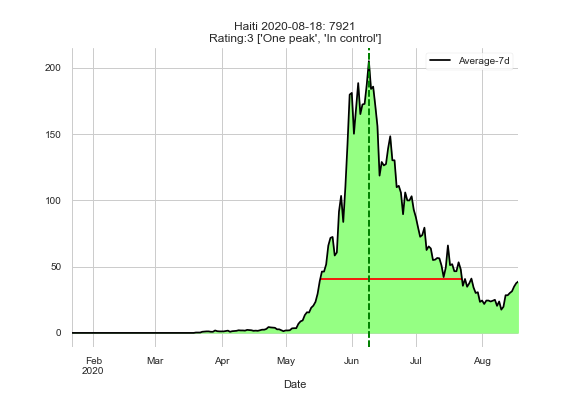 Haiti 2020-08-18: 7921
Rating:3 ['One peak', 'In control']
Average-7d
200
150
100
50
0
Feb Mar Apr May Jun Jul Aug
2020
Date